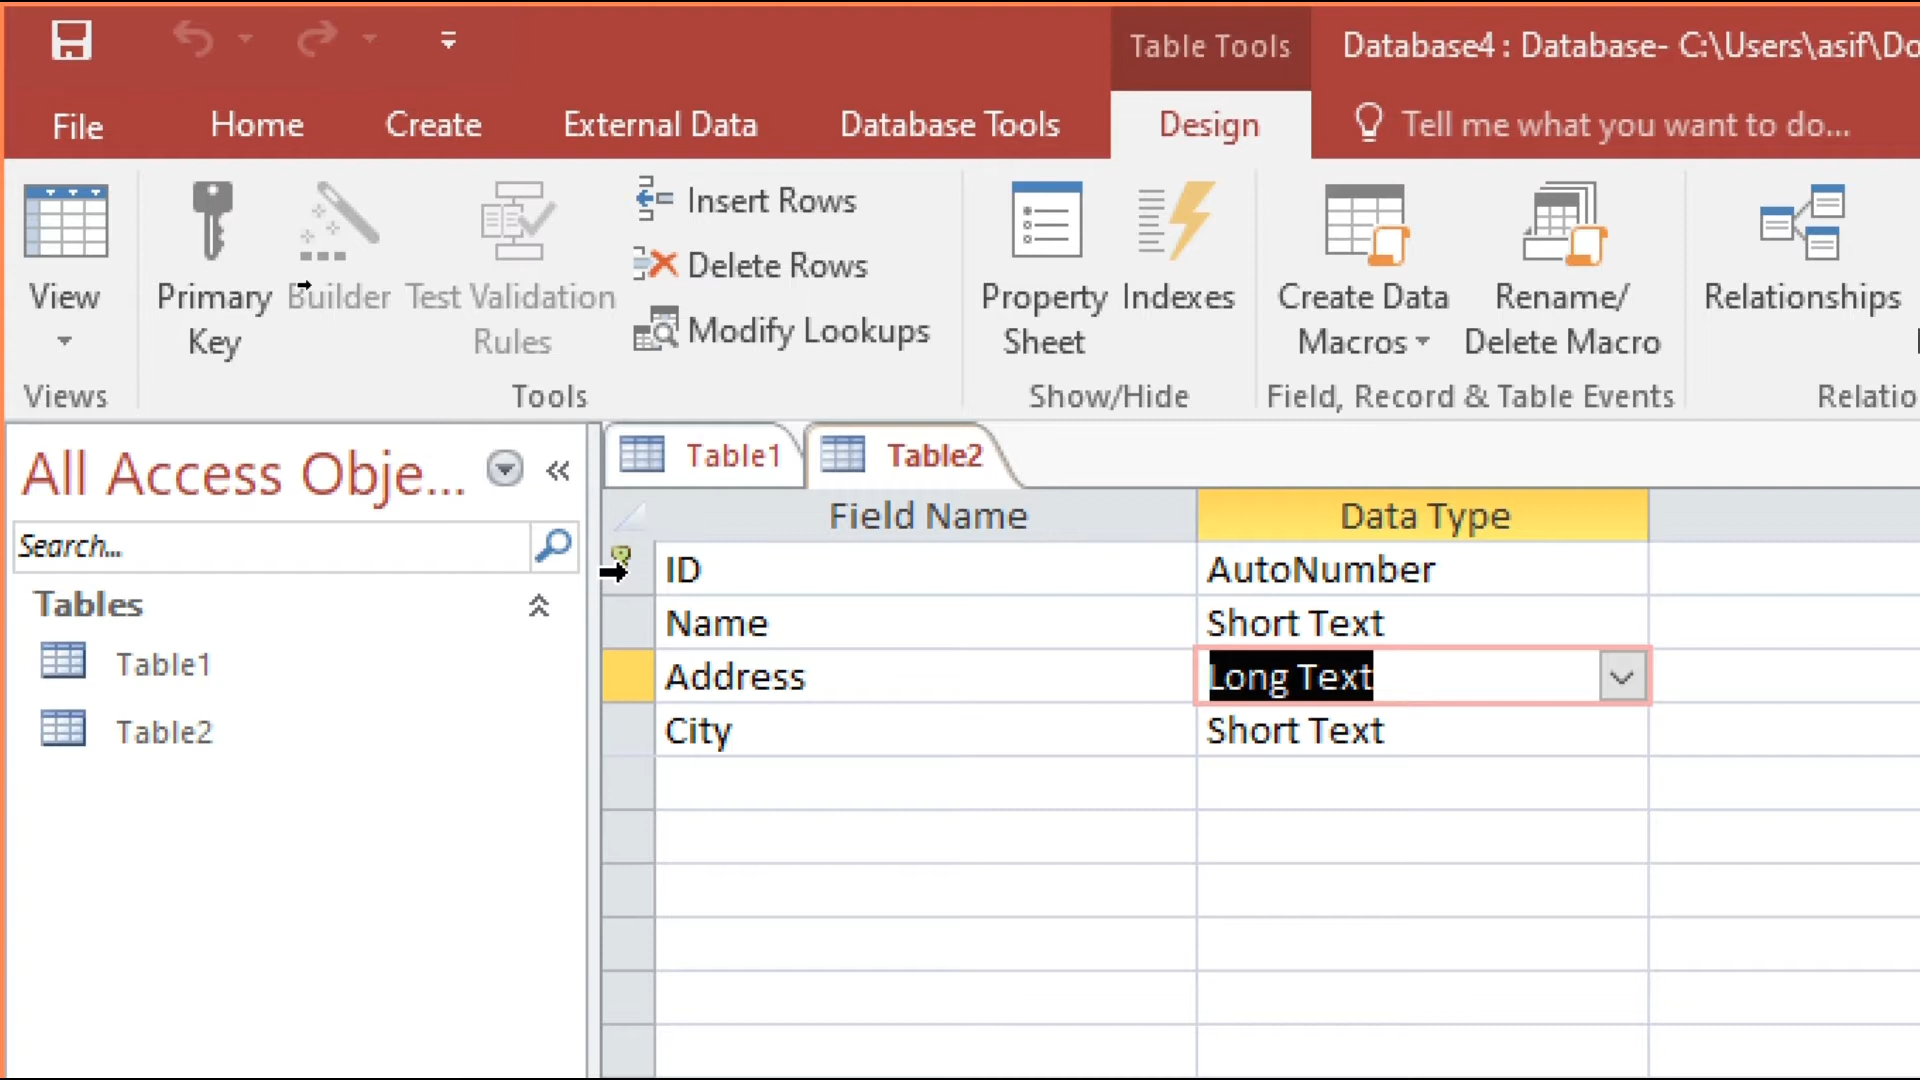 Table Tools
Database4 : Database- C:\Users\asif\Do
File Home Create External Data Database Tools Design Tell me what you want to do...
View
Primary Key
Builder
Test Validation Rules
Insert Rows
Delete Rows
Modify Lookups
Property Sheet
Indexes
Create Data Macros
Rename/ Delete Macro
Relationships
Views
Tools
Show/Hide
Field, Record & Table Events
Relatio
All Access Obje...
Search...
Tables
Table1
Table2
Table1 Table2
Field Name Data Type
ID AutoNumber
Name Short Text
Address Long Text
City Short Text